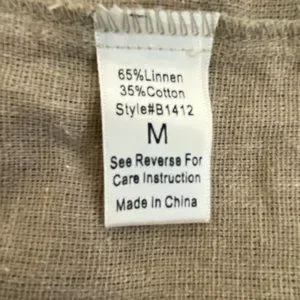 65%Linnen
35%Cotton
Style#B1412
M
See Reverse For
Care Instruction
Made In China